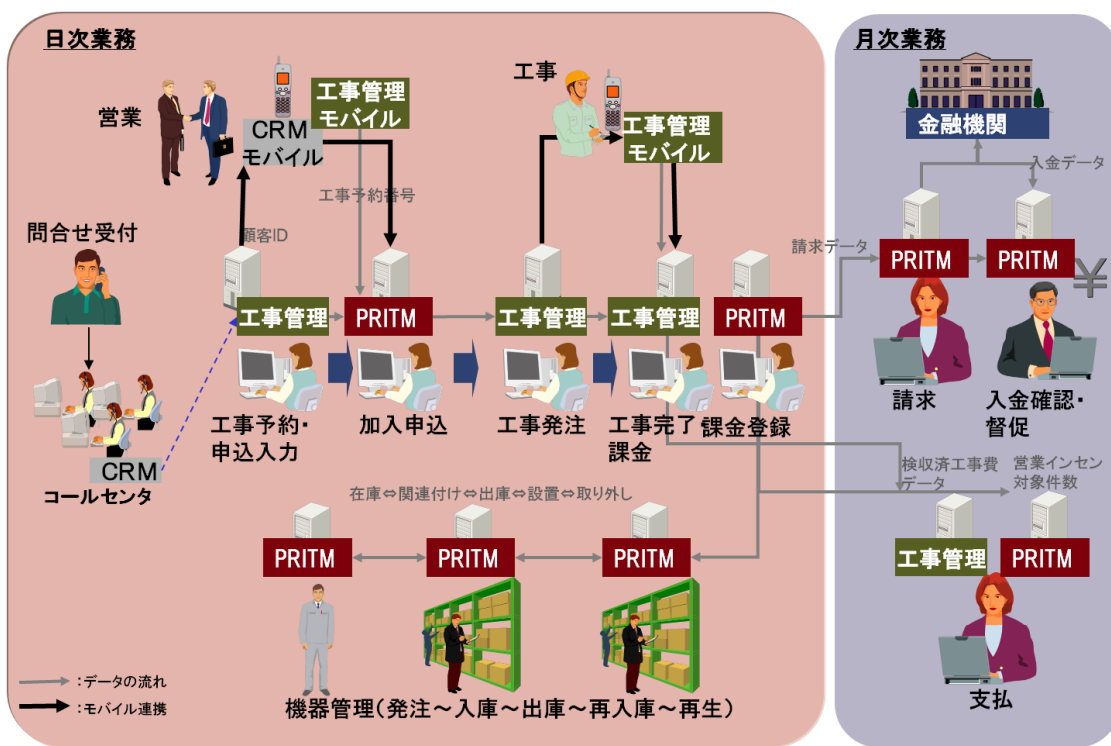 日次業務
営業
CRM
モバイル
工事管理
モバイル
工事
工事管理
モバイル
工事予約番号
顧客ID
問合せ受付
CRM
コールセンタ
工事管理
PRITM
工事管理
工事管理
PRITM
工事予約・
申込入力
加入申込
工事発注
工事完了・
課金
課金登録
在庫⇔関連付け⇔出庫⇔設置⇔取り外し
PRITM
PRITM
PRITM
機器管理(発注~入庫~出庫~再入庫~再生)
:データの流れ
:モバイル連携
月次業務
金融機関
入金データ
請求データ
PRITM
PRITM
¥
請求
入金確認・
督促
検収済工事費
データ
営業インセン
対象件数
工事管理
PRITM
支払